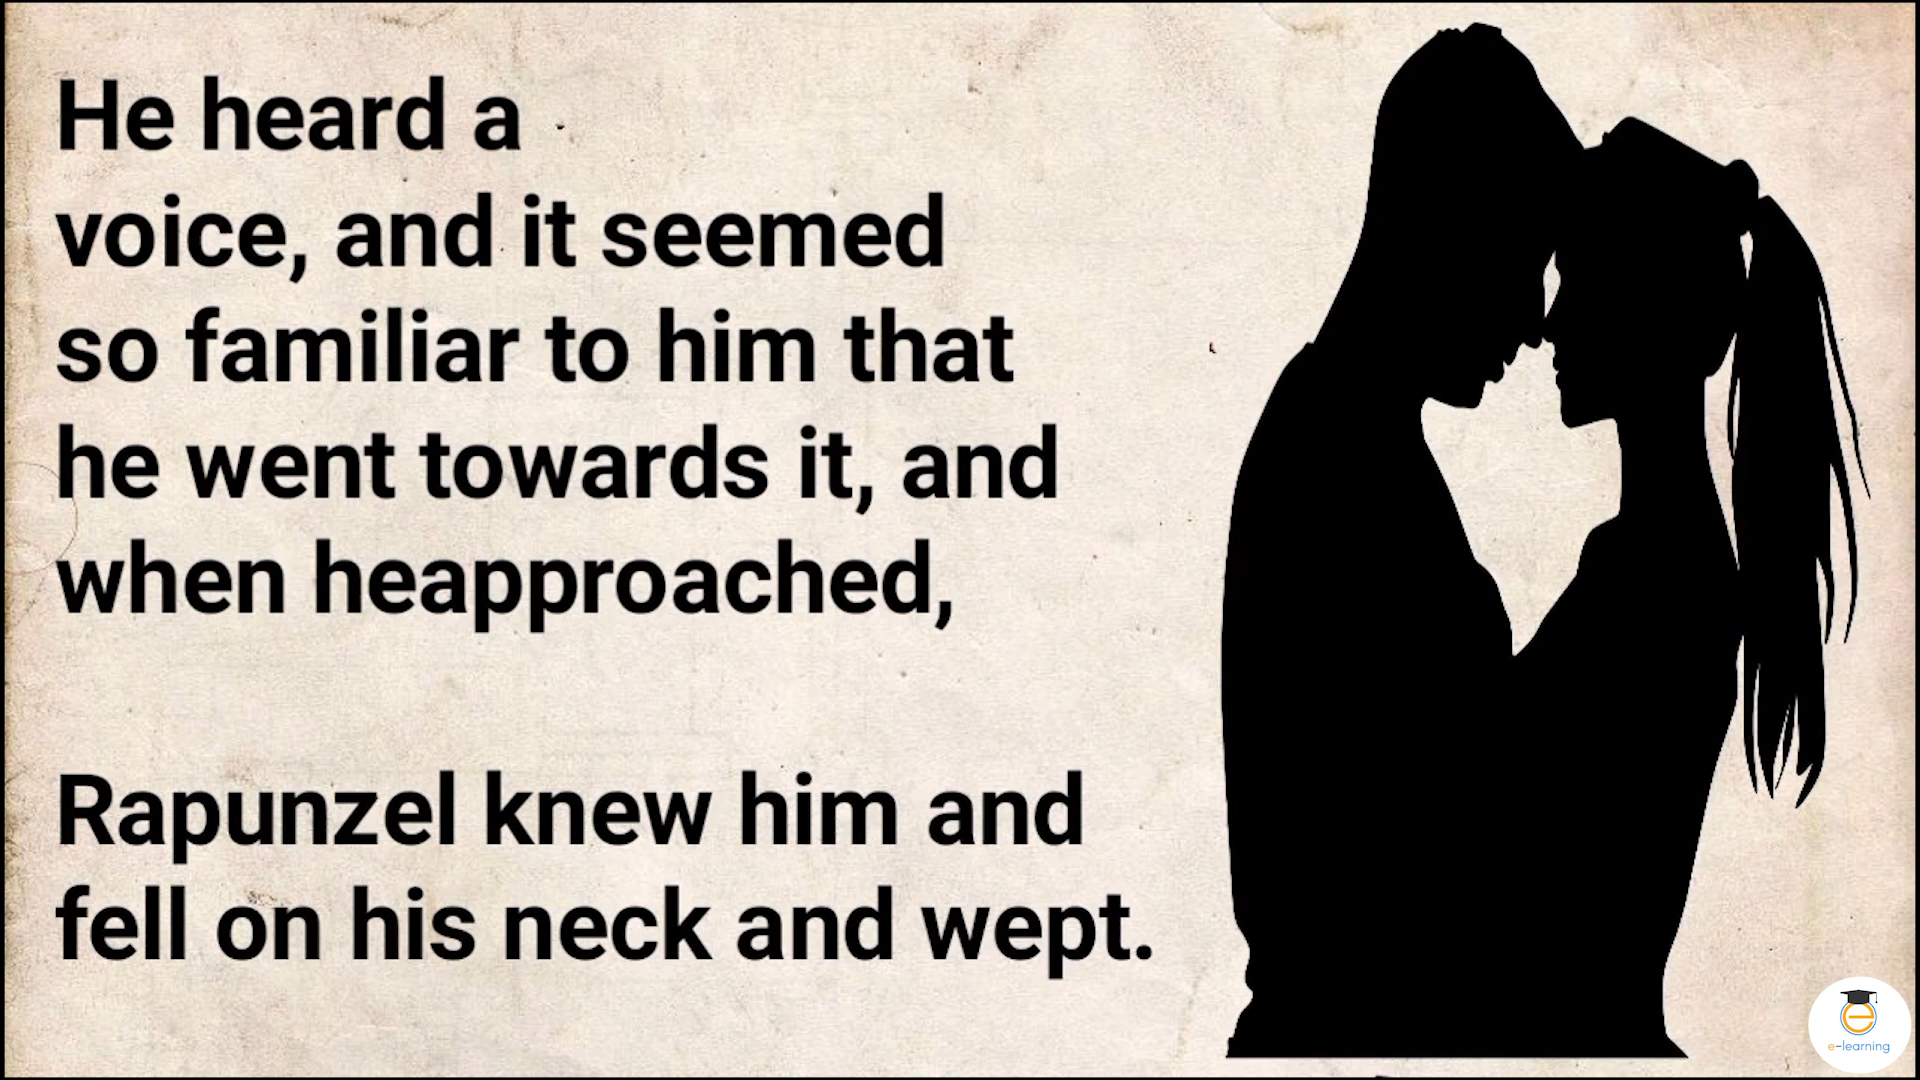 He heard a
voice, and it seemed
so familiar to him that
he went towards it, and
when heapproached,
Rapunzel knew him and
fell on his neck and wept.
e-learning